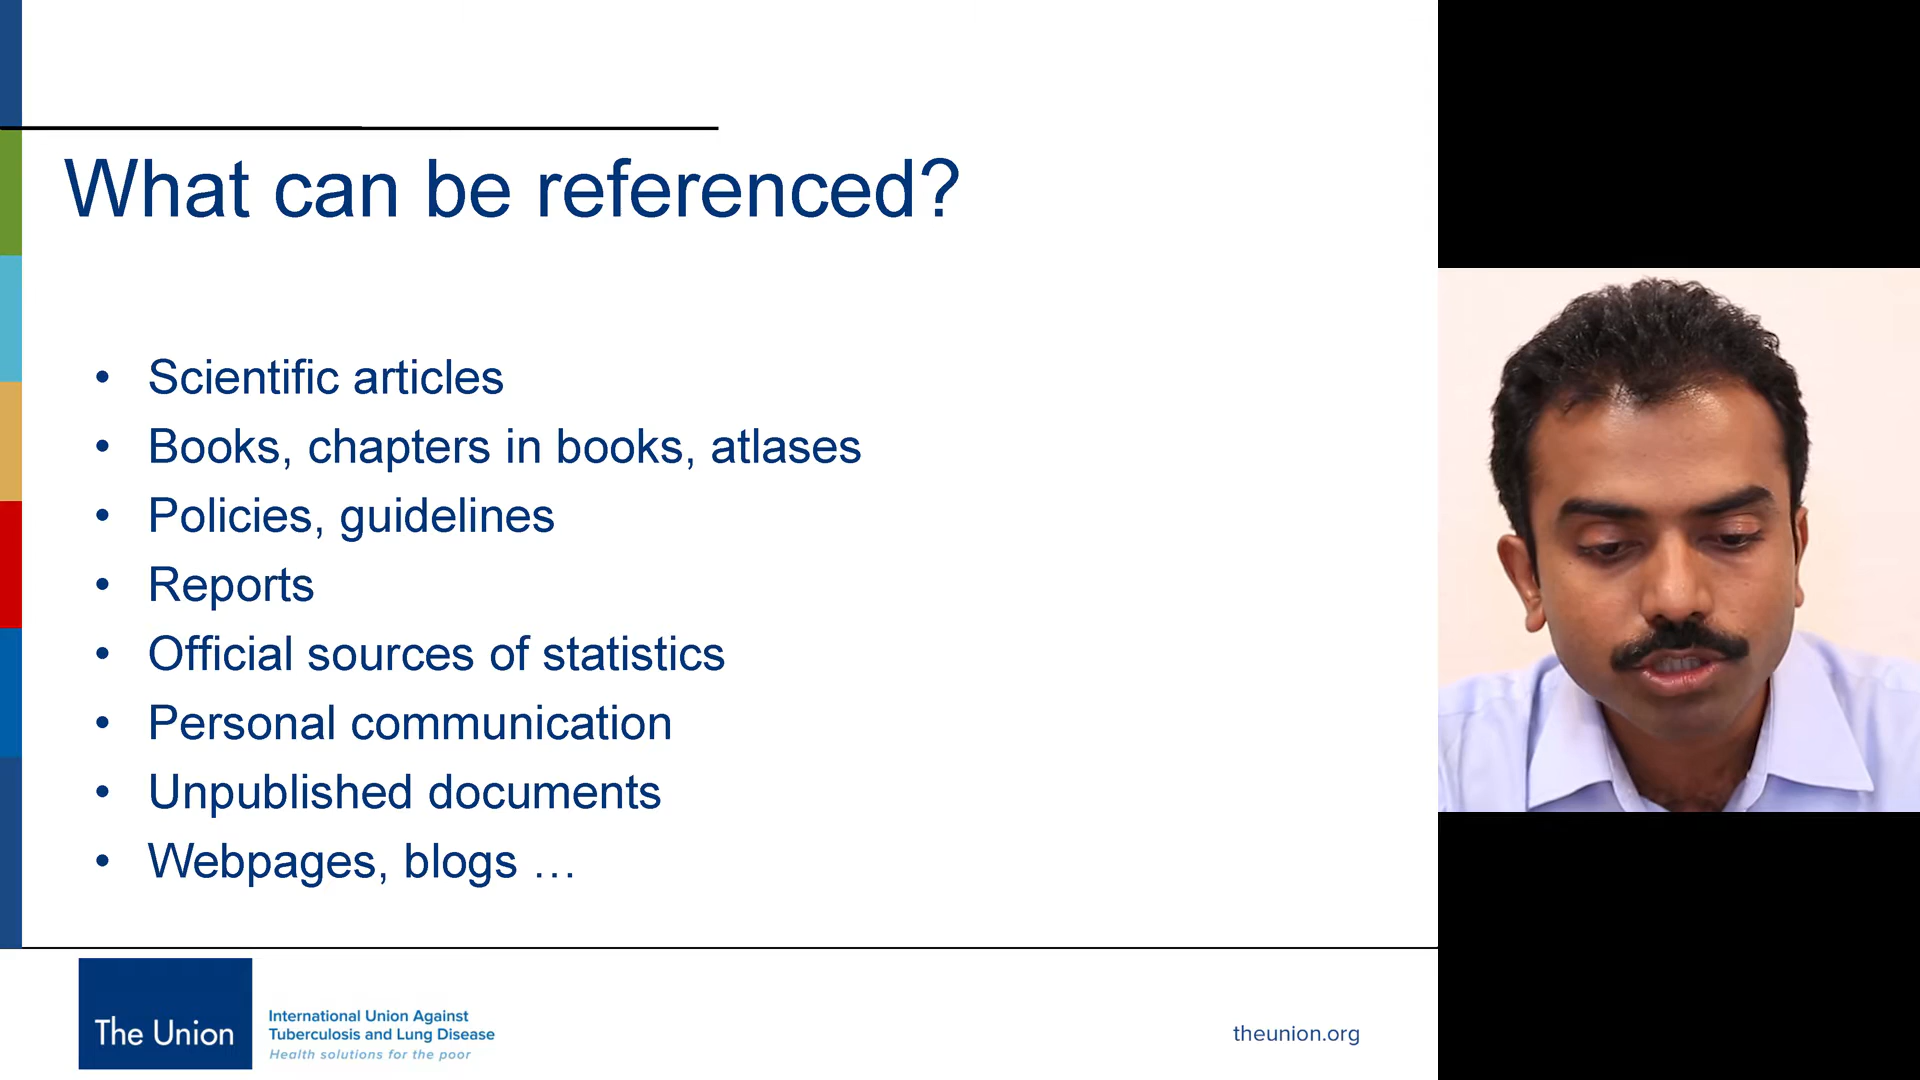 What can be referenced?
• Scientific articles
• Books, chapters in books, atlases
• Policies, guidelines
• Reports
• Official sources of statistics
• Personal communication
• Unpublished documents
• Webpages, blogs …
The Union
International Union Against
Tuberculosis and Lung Disease
Health solutions for the poor
theunion.org